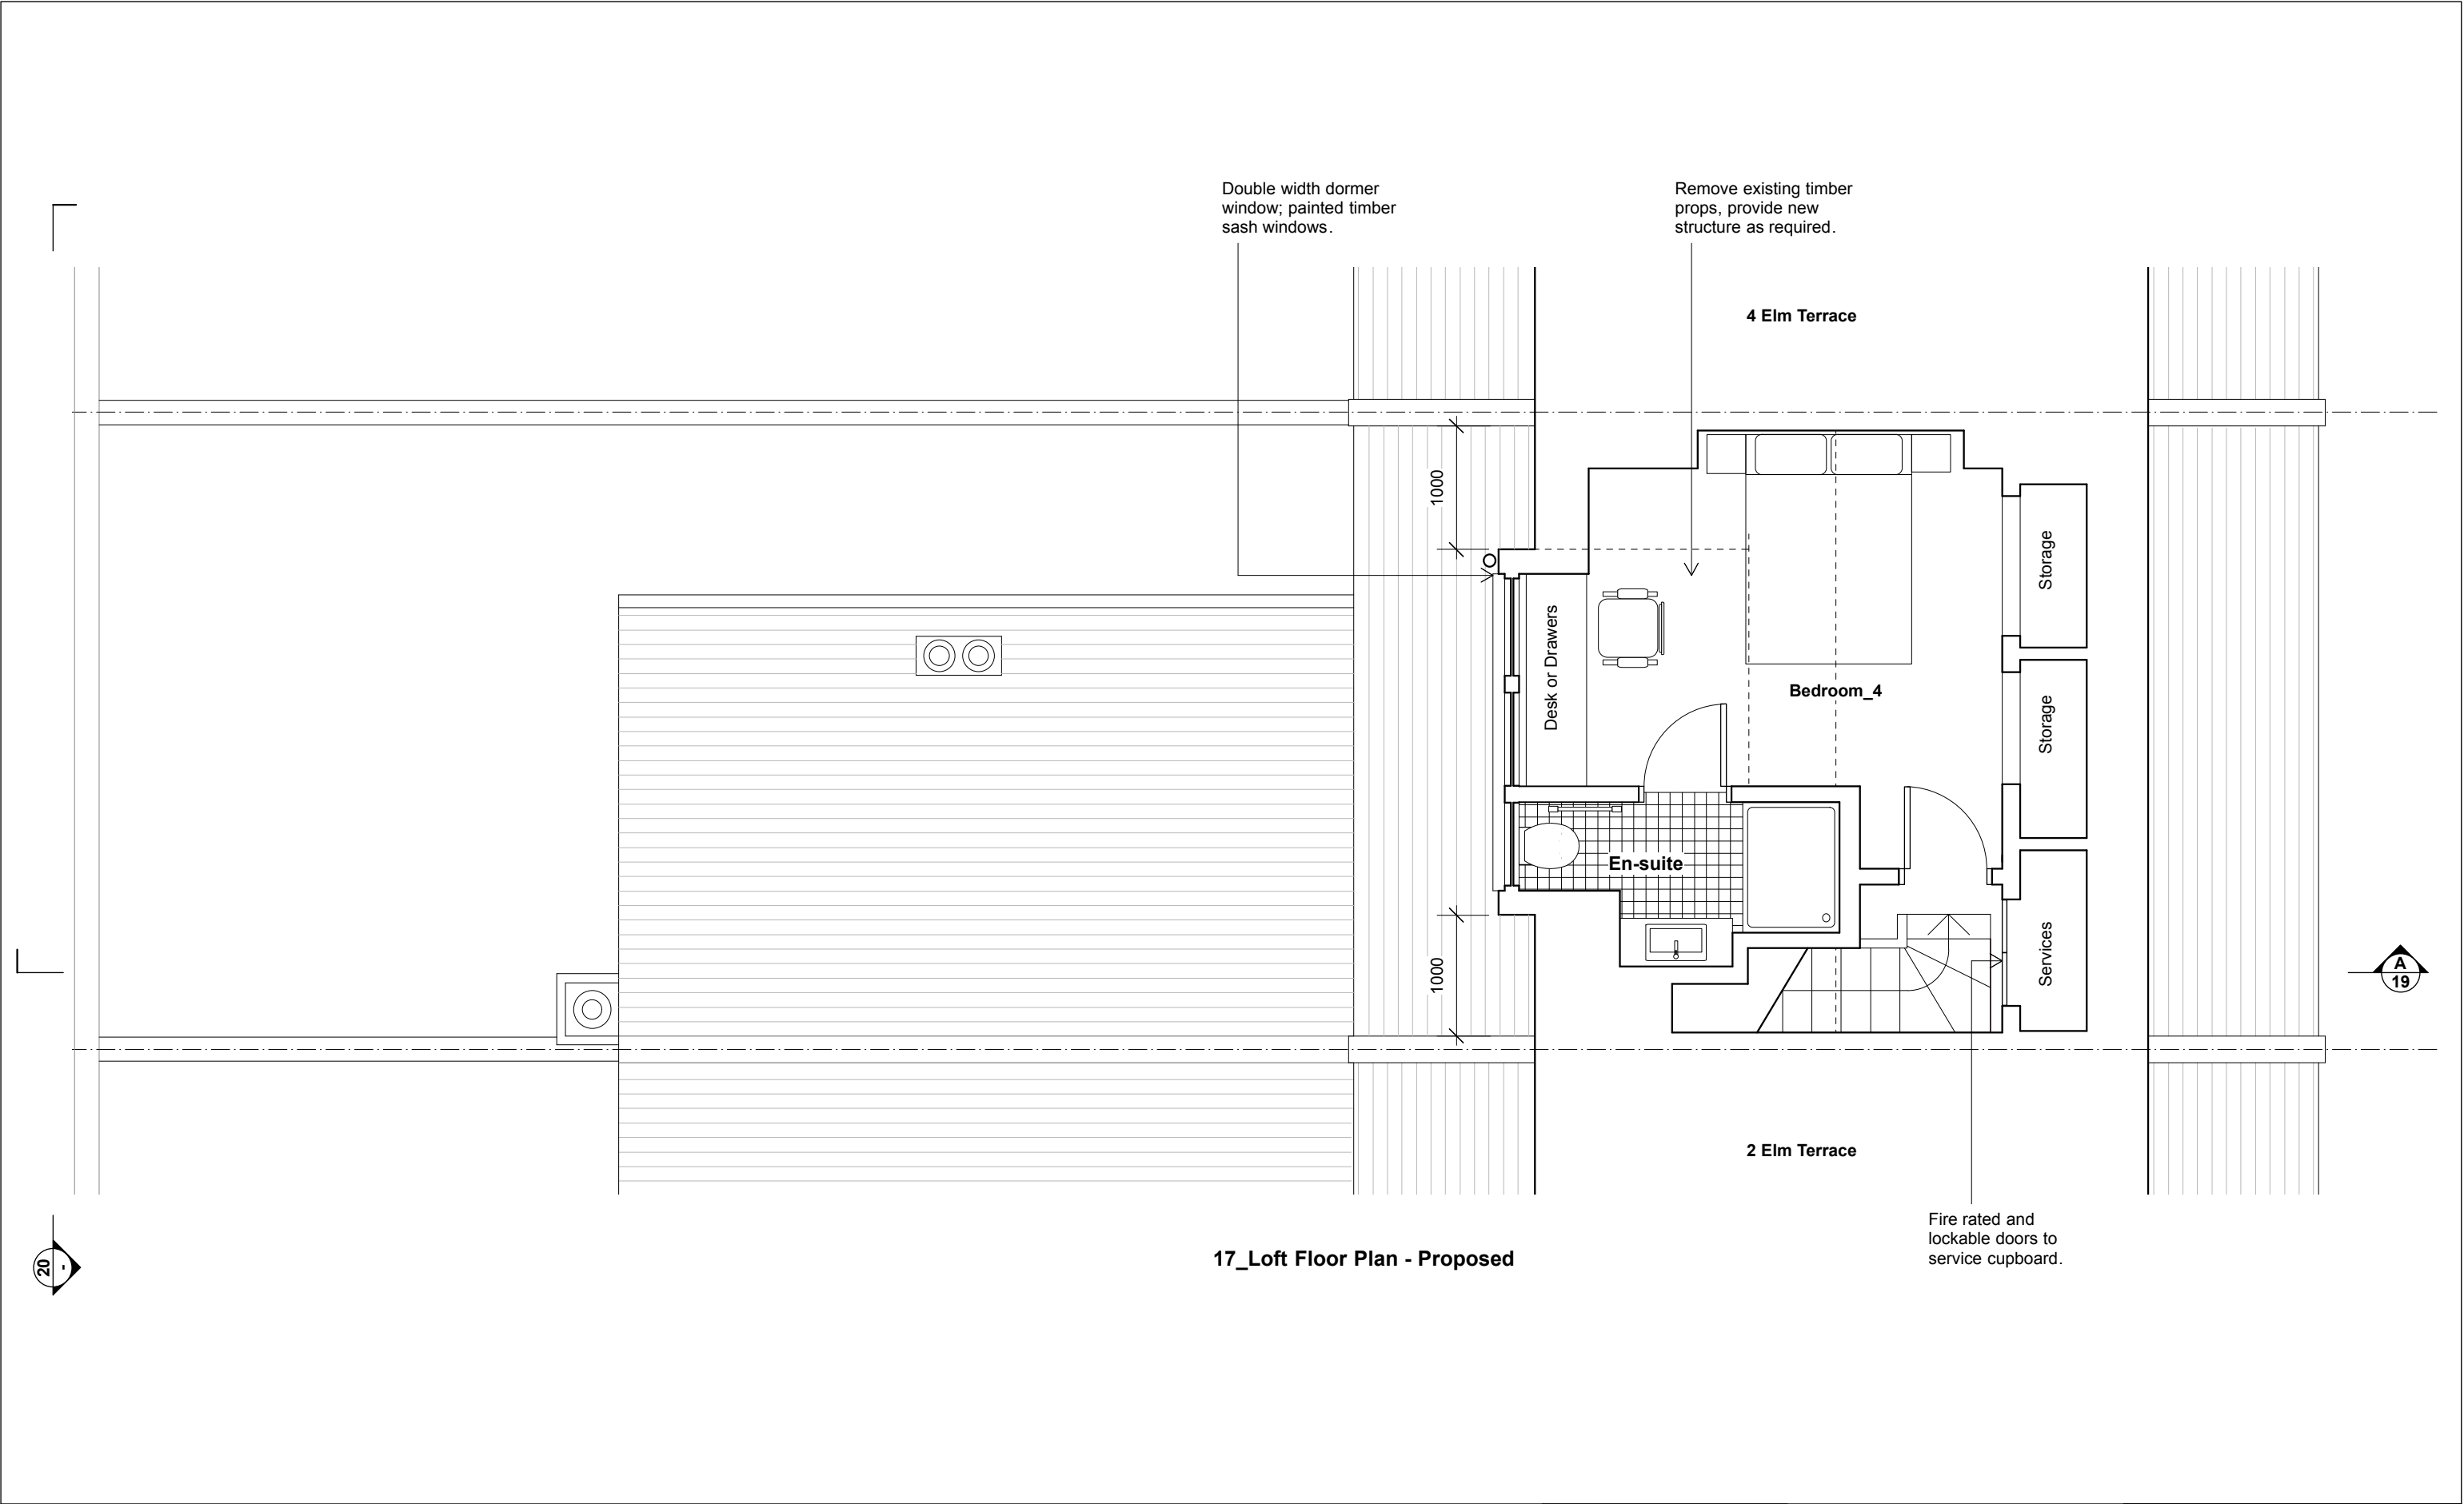 Double width dormer
window; painted timber
sash windows.
Remove existing timber
props, provide new
structure as required.
4 Elm Terrace
1000
Storage
Desk or Drawers
Bedroom_4
Storage
En-suite
Services
1000
A
19
2 Elm Terrace
Fire rated and
lockable doors to
service cupboard.
20
-
17_Loft Floor Plan - Proposed